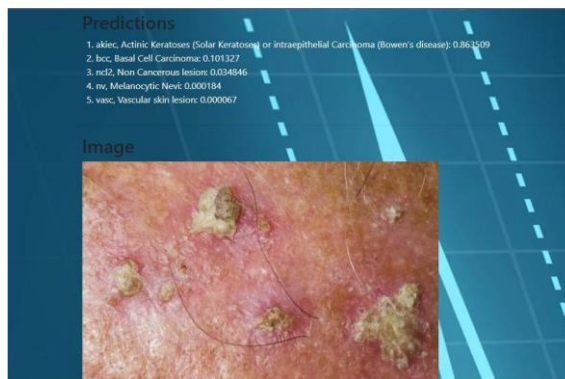 Predictions
1. akiec, Actinic Keratoses (Solar Keratoses) or intraepithelial Carcinoma (Bowen's disease): 0.863509
2. bcc, Basal Cell Carcinoma: 0.101327
3. ncl2, Non Cancerous lesion: 0.034846
4. nv, Melanocytic Nevi: 0.000184
5. vasc, Vascular skin lesion: 0.000067
Image